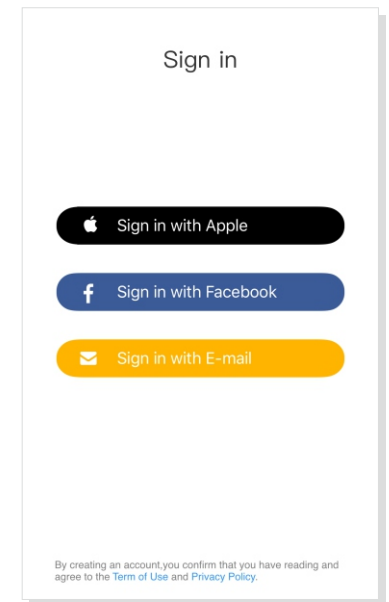 Sign in
Sign in with Apple
Sign in with Facebook
Sign in with E-mail
By creating an account,you confirm that you have reading and
agree to the Term of Use and Privacy Policy.